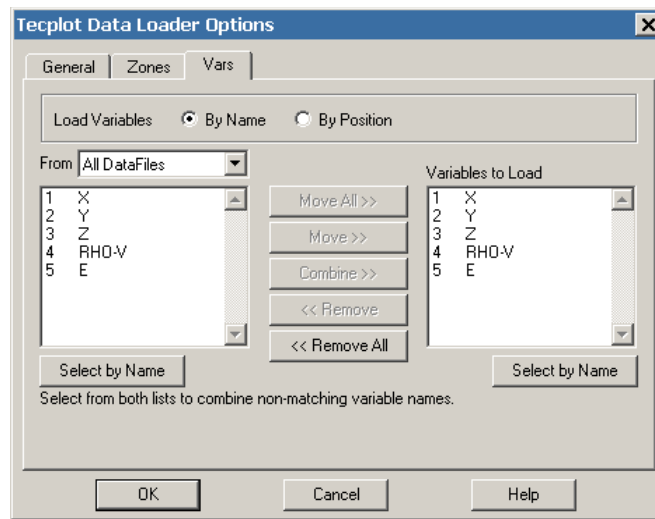 Tecplot Data Loader Options
General Zones Vars
Load Variables By Name By Position
From All DataFiles
1 X
2 Y
3 Z
4 RHO-V
5 E
Select by Name
Move All >>
Move >>
Combine >>
<< Remove
<< Remove All
Variables to Load
1 X
2 Y
3 Z
4 RHO-V
5 E
Select by Name
Select from both lists to combine non-matching variable names.
OK Cancel Help